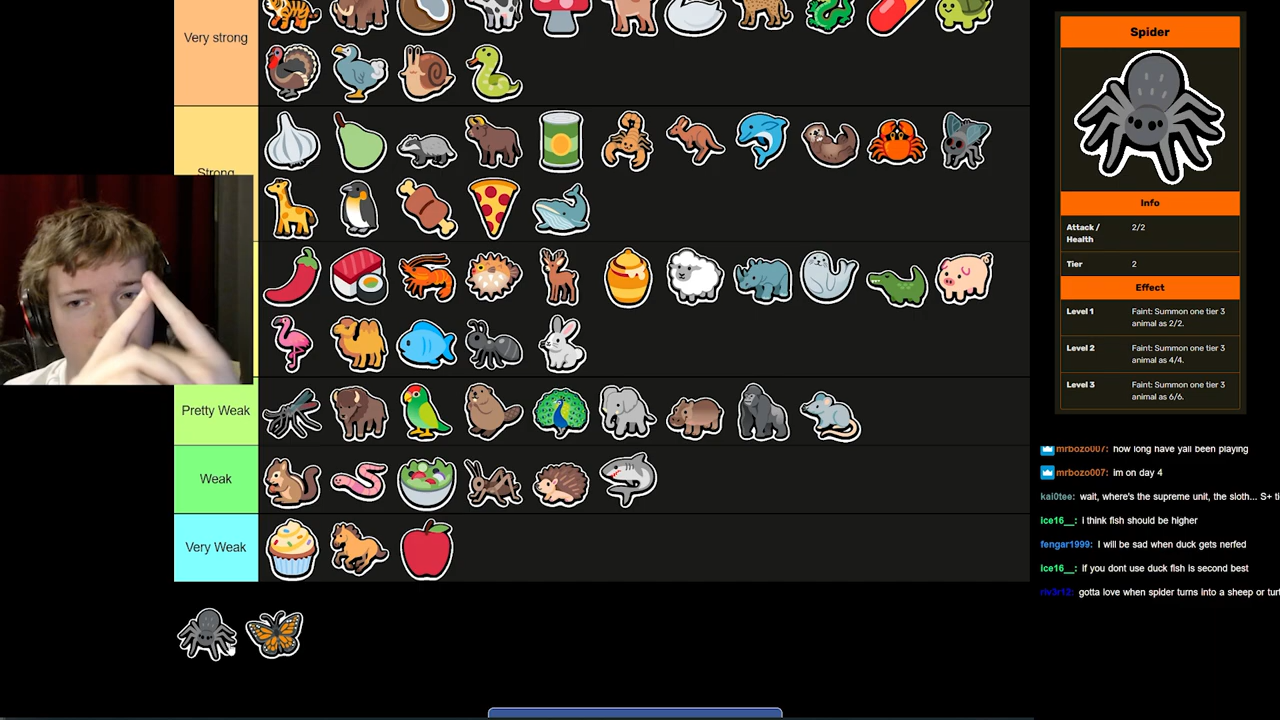 Very strong
Strong
Pretty Weak
Weak
Very Weak
Spider
Info
Attack /
Health
2/2
Tier
2
Effect
Level 1
Faint: Summon one tier 3
animal as 2/2.
Level 2
Faint: Summon one tier 3
animal as 4/4.
Level 3
Faint: Summon one tier 3
animal as 6/6.
mrbozo007: how long have yall been playing
mrbozo007: im on day 4
kai0tee: wait, where's the supreme unit, the sloth... S+ ti
ice16__: i think fish should be higher
fengar1999: I will be sad when duck gets nerfed
ice16__: if you dont use duck fish is second best
riv3r12: gotta love when spider turns into a sheep or turt